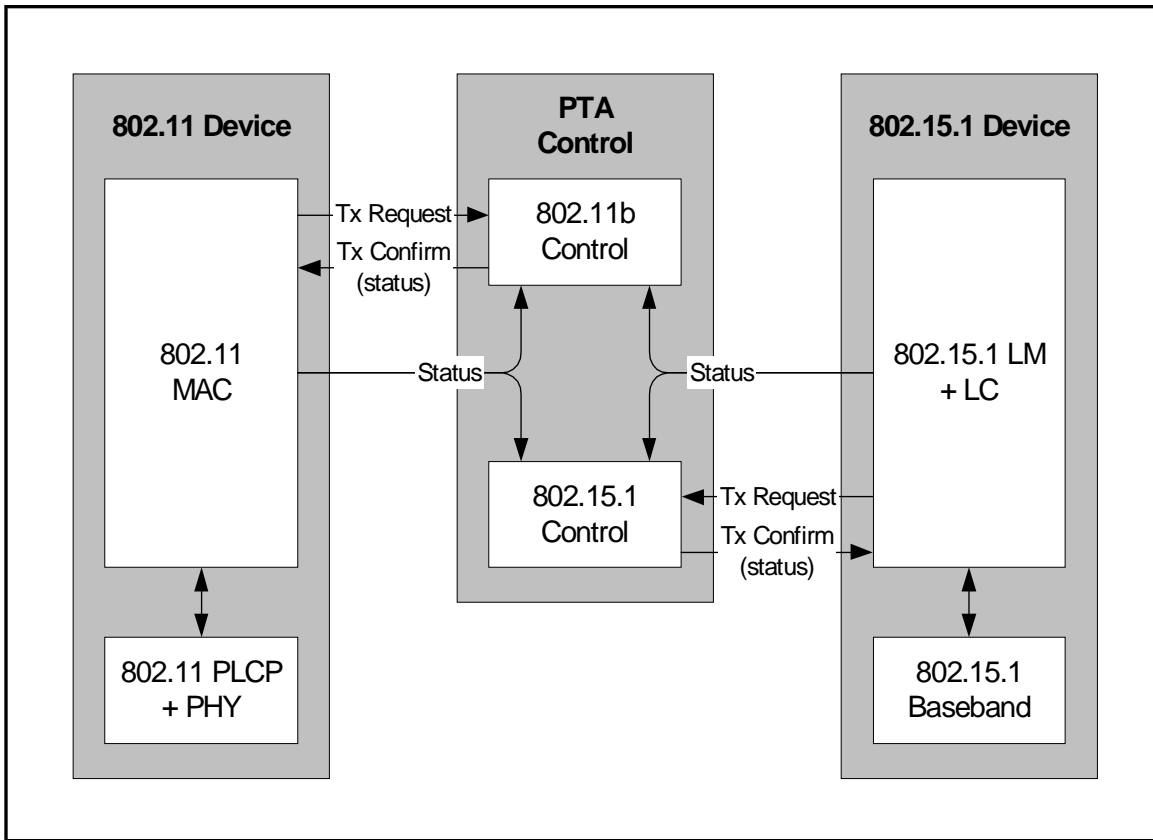 802.11 Device
PTA
Control
802.15.1 Device
802.11
MAC
802.11 PLCP
+ PHY
Tx Request
Tx Confirm
(status)
Status
802.11b
Control
802.15.1
Control
Status
Tx Request
Tx Confirm
(status)
802.15.1 LM
+ LC
802.15.1
Baseband